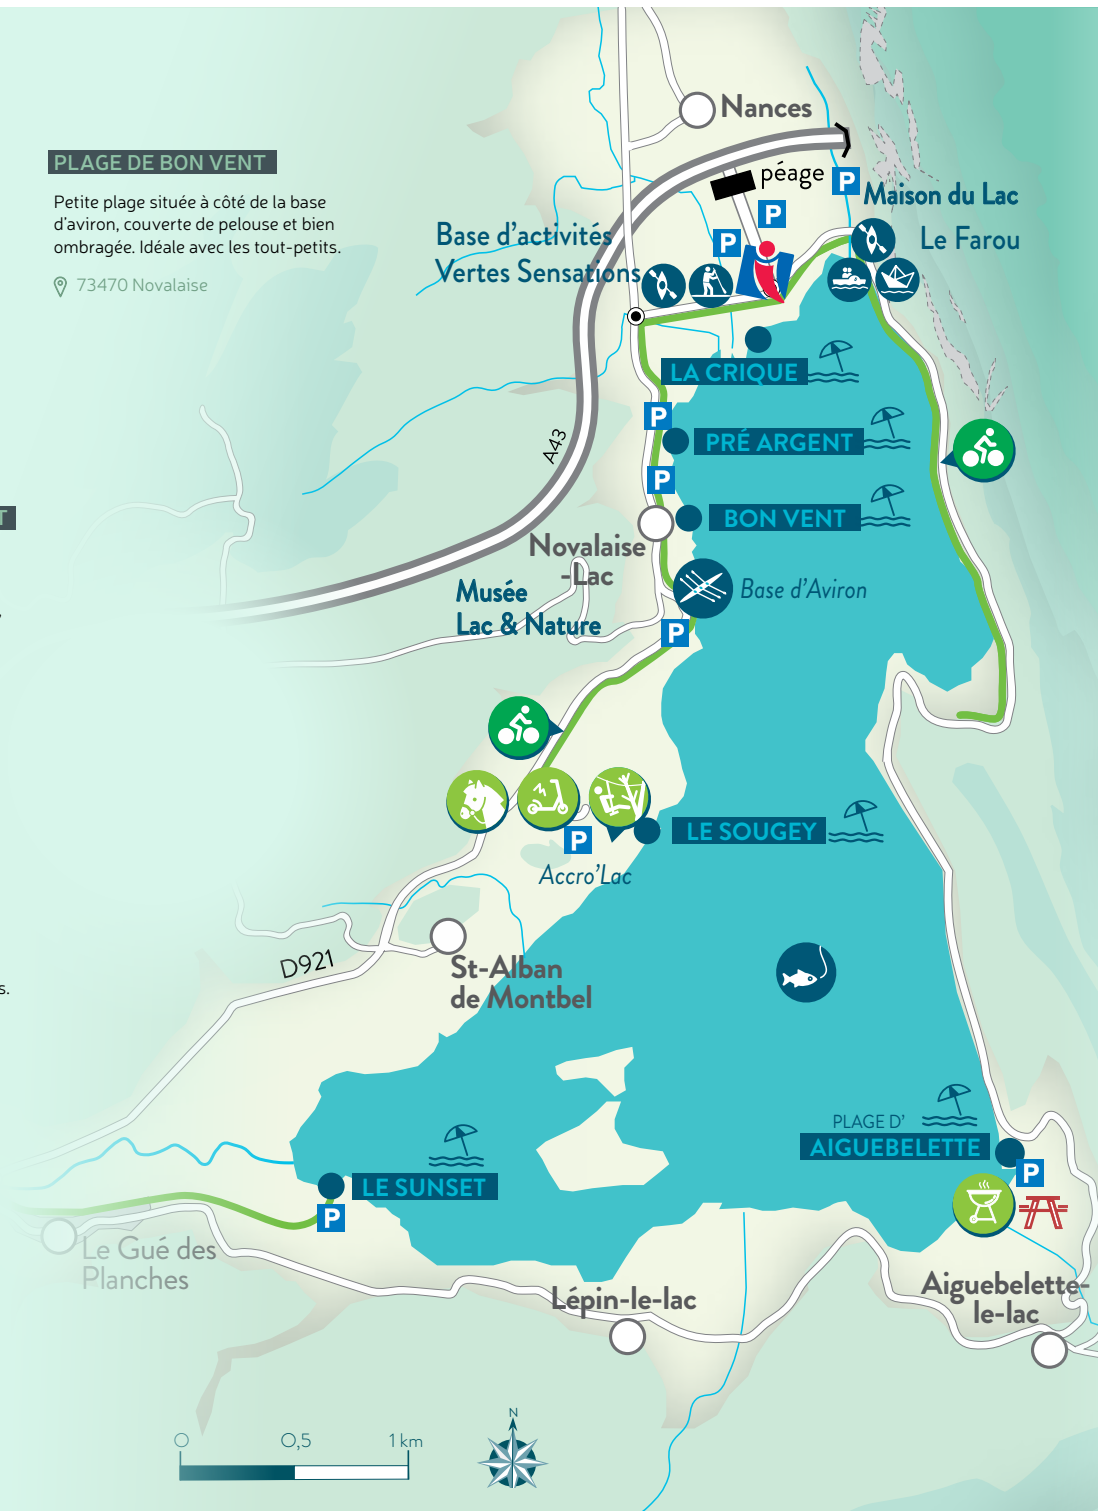 PLAGE DE BON VENT
Petite plage située à côté de la base
d'aviron, couverte de pelouse et bien
ombragée. Idéale avec les tout-petits.
73470 Novalaise
T
s.
Nances
péage
P
Maison du Lac
Le Farou
P
P
Base d'activités
Vertes Sensations
LA CRIQUE
P
PRÉ ARGENT
A43
P
BON VENT
Novalaise
-Lac
Base d'Aviron
Musée
Lac & Nature
P
LE SOUGEY
P
Accro'Lac
D921
St-Alban
de Montbel
PLAGE D'
AIGUEBELETTE
P
LE SUNSET
P
Le Gué des
Planches
Lépin-le-lac
Aiguebelette-
le-lac
N
0 0,5 1 km